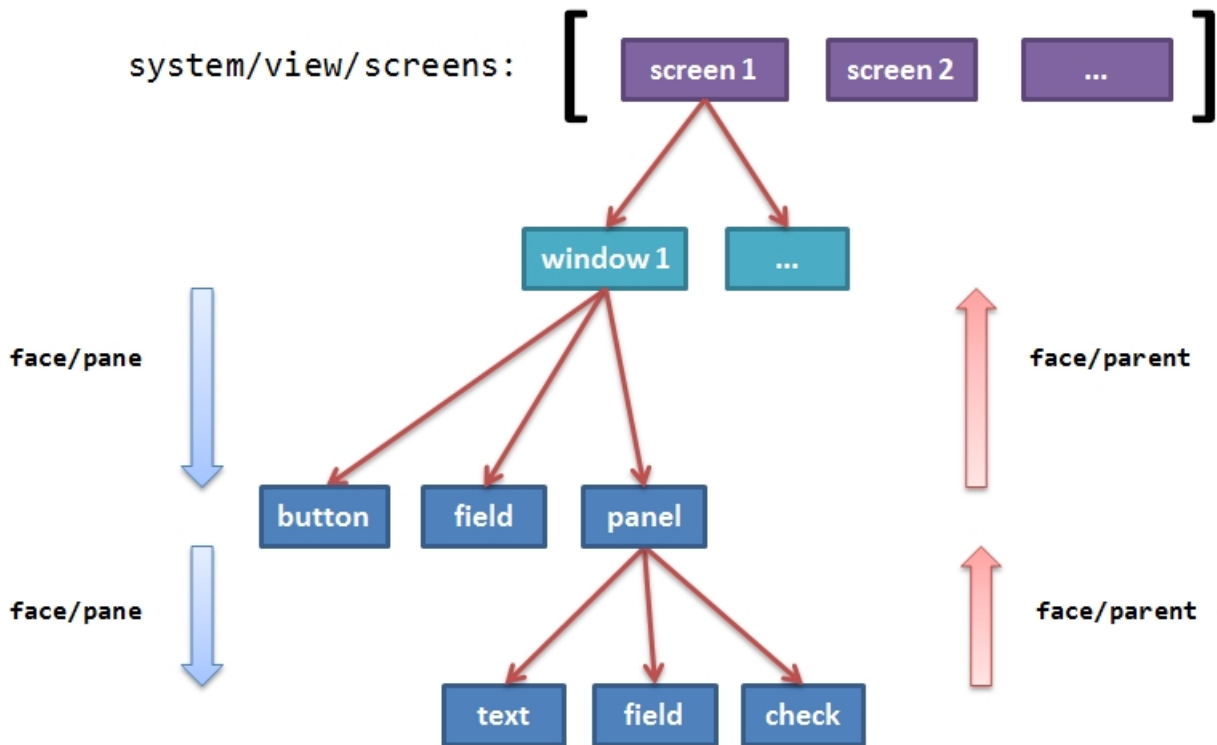 system/view/screens: [ screen 1 screen 2 ... ]
window 1 ...
face/pane face/parent
button field panel
face/pane face/parent
text field check